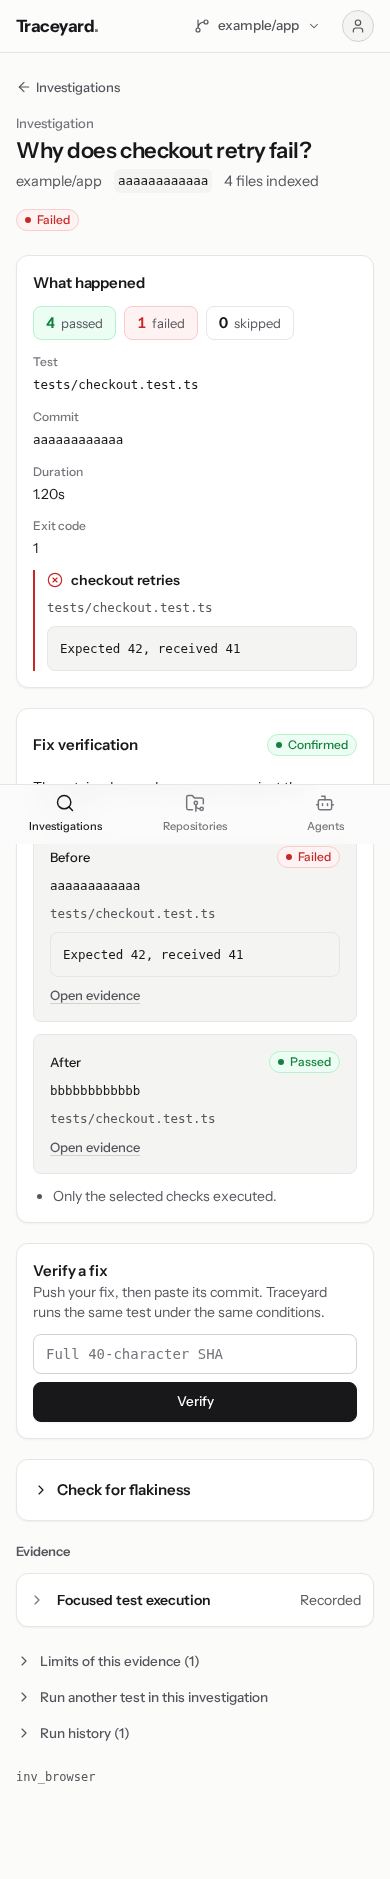 Traceyard.
example/app
Investigations
Investigation
Why does checkout retry fail?
example/app aaaaaaaaaaaa 4 files indexed
Failed
What happened
4 passed 1 failed 0 skipped
Test
tests/checkout.test.ts
Commit
aaaaaaaaaaaa
Duration
1.20s
Exit code
1
checkout retries
tests/checkout.test.ts
Expected 42, received 41
Fix verification Confirmed
Investigations Repositories Agents
Before Failed
aaaaaaaaaaaa
tests/checkout.test.ts
Expected 42, received 41
Open evidence
After Passed
bbbbbbbbbbbb
tests/checkout.test.ts
Open evidence
Only the selected checks executed.
Verify a fix
Push your fix, then paste its commit. Traceyard
runs the same test under the same conditions.
Full 40-character SHA
Verify
Check for flakiness
Evidence
Focused test execution Recorded
Limits of this evidence (1)
Run another test in this investigation
Run history (1)
inv_browser